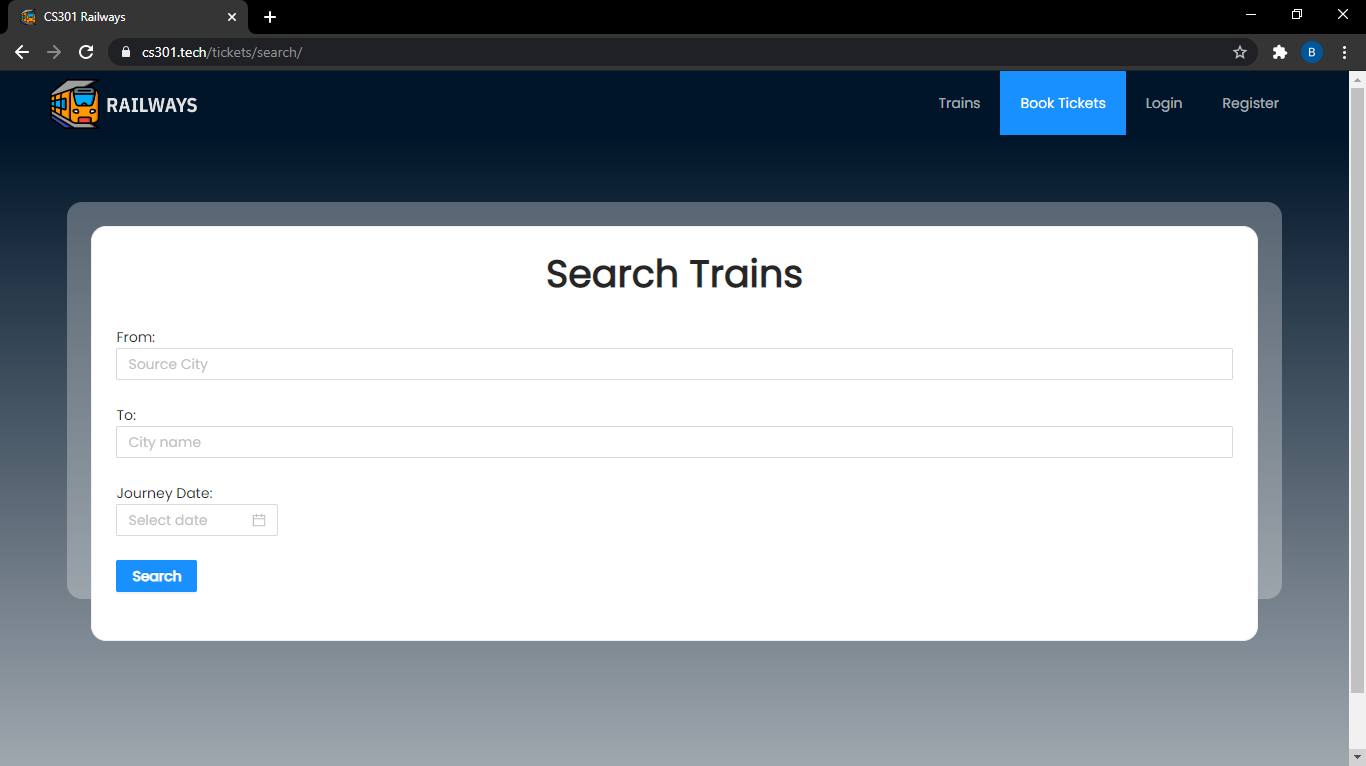 CS301 Railways
cs301.tech/tickets/search/
B
RAILWAYS
Trains
Book Tickets
Login
Register
Search Trains
From:
Source City
To:
City name
Journey Date:
Select date
Search